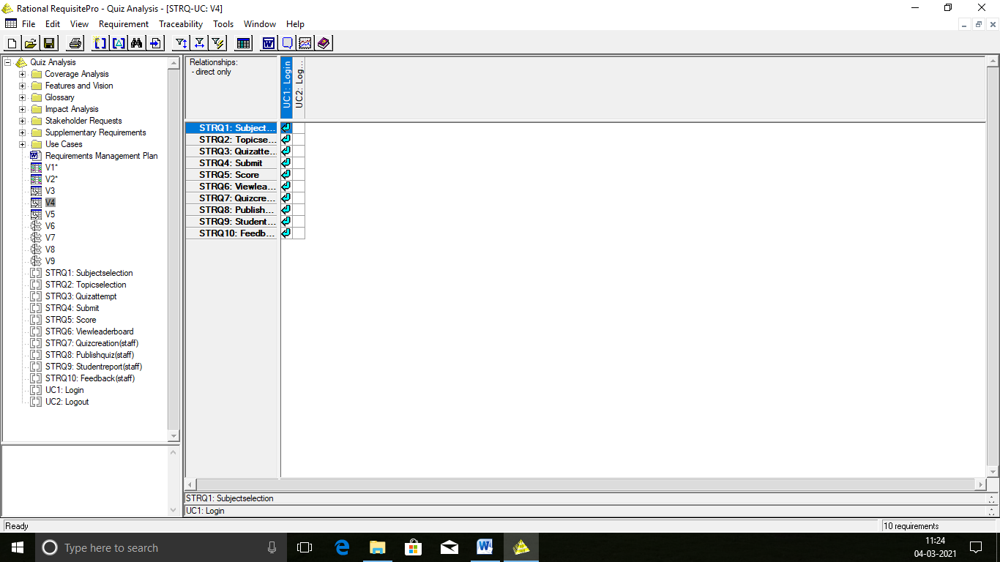 Rational RequisitePro - Quiz Analysis - [STRQ-UC: V4]
File Edit View Requirement Traceability Tools Window Help
Quiz Analysis
Coverage Analysis
Features and Vision
Glossary
Impact Analysis
Stakeholder Requests
Supplementary Requirements
Use Cases
Requirements Management Plan
V1*
V2*
V3
V4
V5
V6
V7
V8
V9
STRQ1: Subjectselection
STRQ2: Topicselection
STRQ3: Quizattempt
STRQ4: Submit
STRQ5: Score
STRQ6: Viewleaderboard
STRQ7: Quizcreation(staff)
STRQ8: Publishquiz(staff)
STRQ9: Studentreport(staff)
STRQ10: Feedback(staff)
UC1: Login
UC2: Logout
Relationships:
- direct only
UC1: Login
UC2: Log...
STRQ1: Subject...
STRQ2: Topicse...
STRQ3: Quizatte...
STRQ4: Submit
STRQ5: Score
STRQ6: Viewlea...
STRQ7: Quizcre...
STRQ8: Publish...
STRQ9: Student...
STRQ10: Feedb...
STRQ1: Subjectselection
UC1: Login
Ready
10 requirements
Type here to search
11:24
04-03-2021